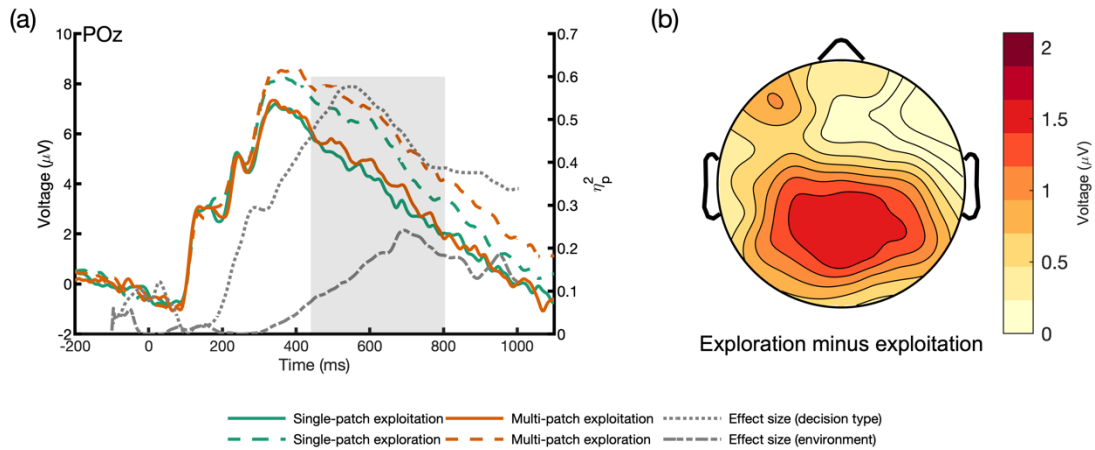 (a)
POz
10
8
6
4
2
0
-2
Voltage (μV)
0.7
0.6
0.5
0.4
0.3
0.2
0.1
0
η²p
-200 0 200 400 600 800 1000
Time (ms)
(b)
2
1.5
1
0.5
0
Voltage (μV)
Exploration minus exploitation
Single-patch exploitation Multi-patch exploitation Effect size (decision type)
Single-patch exploration Multi-patch exploration Effect size (environment)